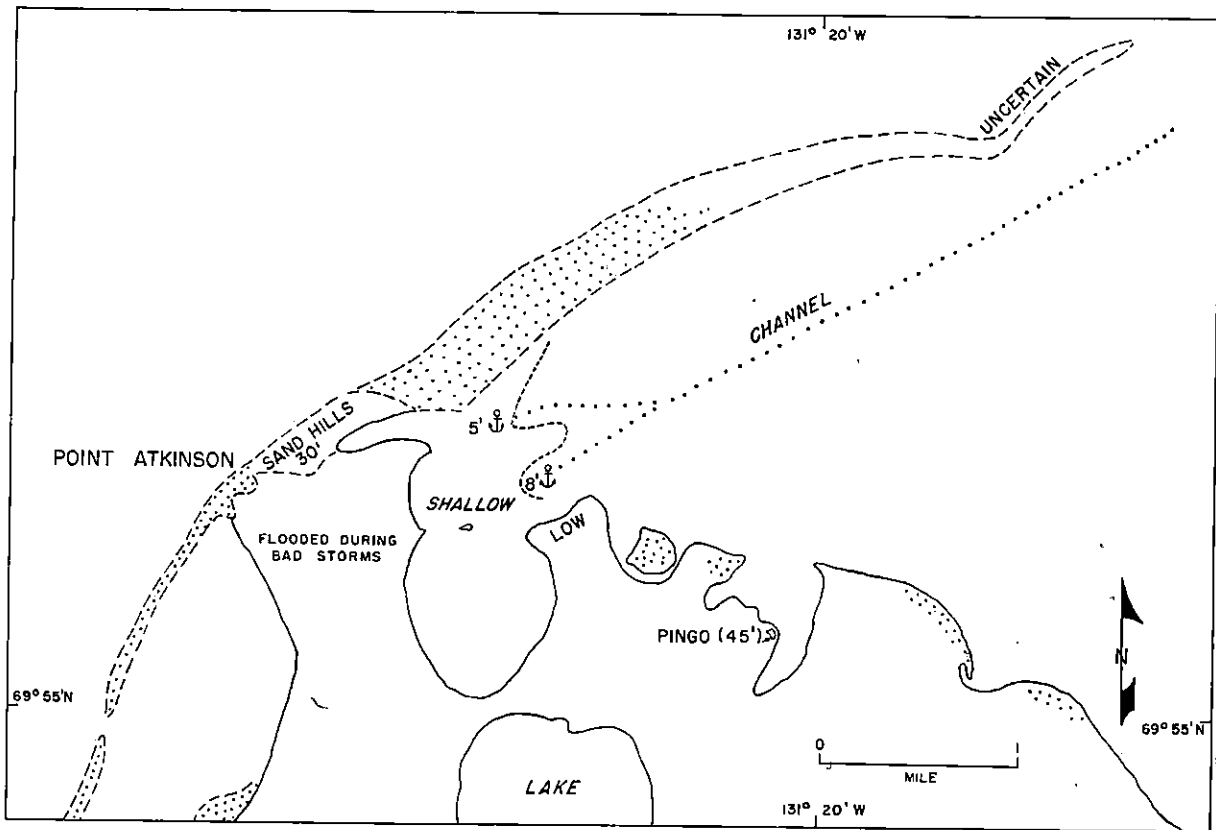 131° 20'W
UNCERTAIN
CHANNEL
5'
SAND HILLS
30'
POINT ATKINSON
8'
SHALLOW
LOW
FLOODED DURING
BAD STORMS
PINGO (45')
N
69° 55'N
69° 55'N
0 1
MILE
LAKE
131° 20' W